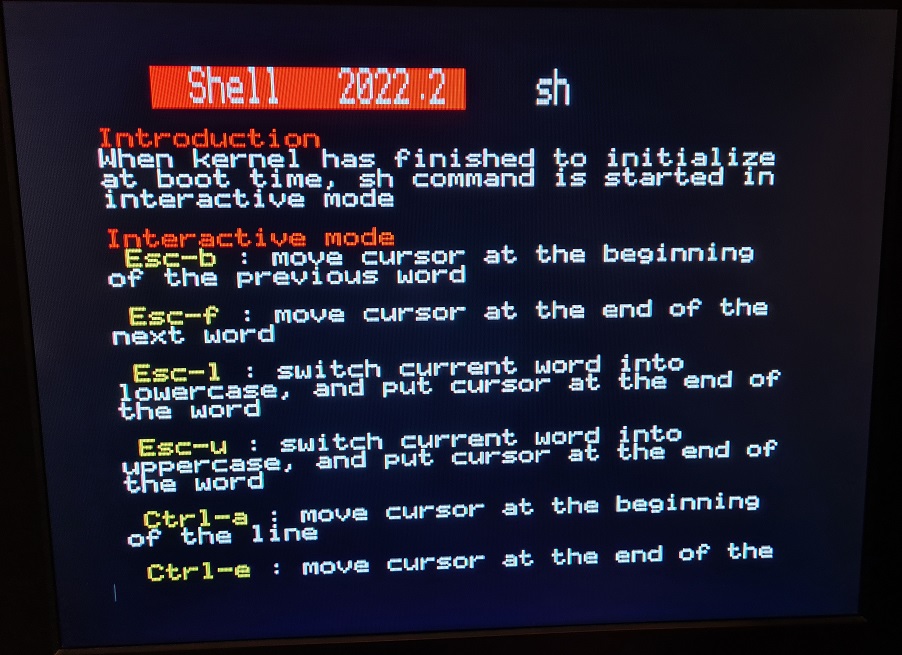 Shell 2022.2 sh
Introduction
When kernel has finished to initialize
at boot time, sh command is started in
interactive mode
Interactive mode
Esc-b : move cursor at the beginning
of the previous word
Esc-f : move cursor at the end of the
next word
Esc-l : switch current word into
lowercase, and put cursor at the end of
the word
Esc-u : switch current word into
uppercase, and put cursor at the end of
the word
Ctrl-a : move cursor at the beginning
of the line
Ctrl-e : move cursor at the end of the